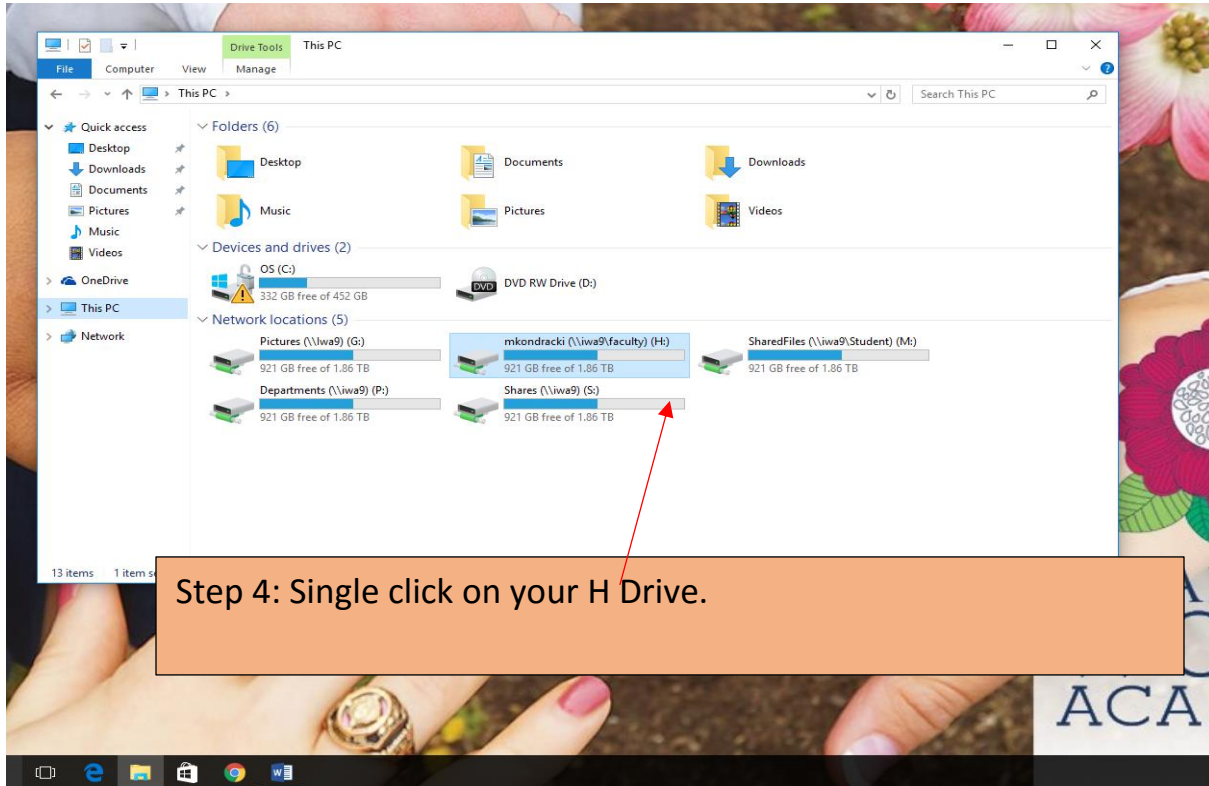 Drive Tools This PC
File Computer View Manage
This PC Search This PC
Quick access
Desktop
Downloads
Documents
Pictures
Music
Videos
OneDrive
This PC
Network
Folders (6)
Desktop Documents Downloads
Music Pictures Videos
Devices and drives (2)
OS (C:)
332 GB free of 452 GB
DVD
DVD RW Drive (D:)
Network locations (5)
Pictures (\\Iwa9) (G:)
921 GB free of 1.86 TB
mkondracki (\\iwa9\faculty) (H:)
921 GB free of 1.86 TB
SharedFiles (\\iwa9\Student) (M:)
921 GB free of 1.86 TB
Departments (\\iwa9) (P:)
921 GB free of 1.86 TB
Shares (\\iwa9) (S:)
921 GB free of 1.86 TB
13 items 1 item
Step 4: Single click on your H Drive.
ACA